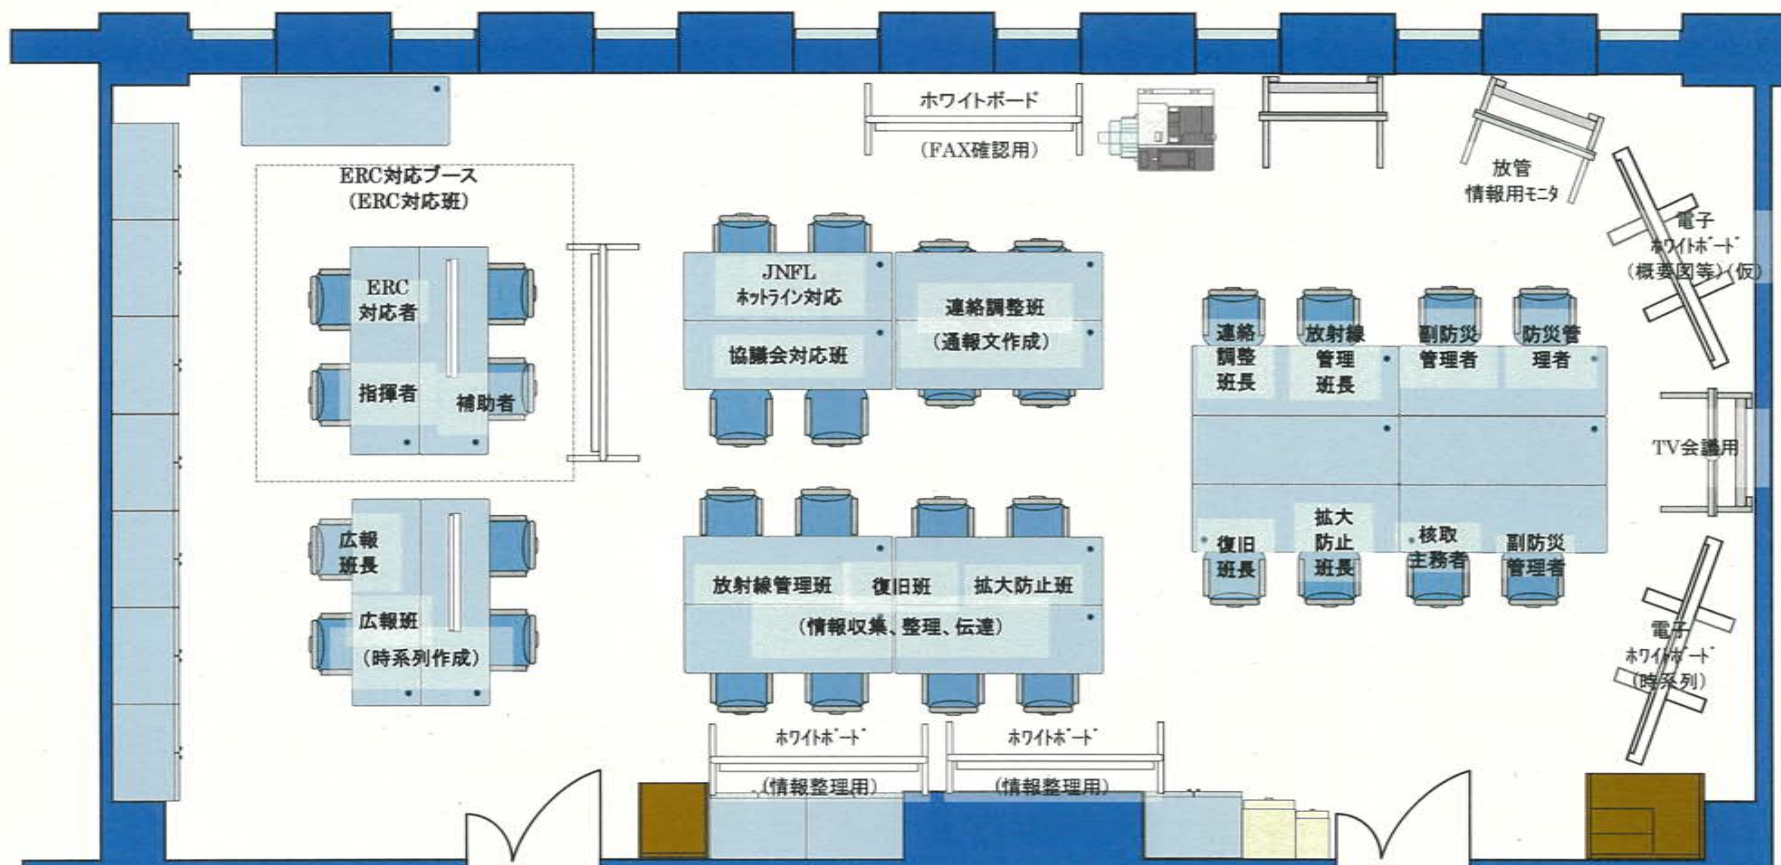 ホワイトボード
(FAX確認用)
放管
情報用モニタ
電子
ホワイトボード
(概要図等)(仮)
TV会議用
電子
ホワイトボード
(時系列)
ERC対応ブース
(ERC対応班)
ERC
対応者
指揮者
補助者
広報
班長
広報班
(時系列作成)
JNFL
ホットライン対応
協議会対応班
連絡調整班
(通報文作成)
放射線管理班
復旧班
拡大防止班
(情報収集、整理、伝達)
連絡
調整
班長
放射線
管理
班長
副防災
管理者
防災管
理者
復旧
班長
拡大
防止
班長
核取
主務者
副防災
管理者
ホワイトボード
(情報整理用)
ホワイトボード
(情報整理用)